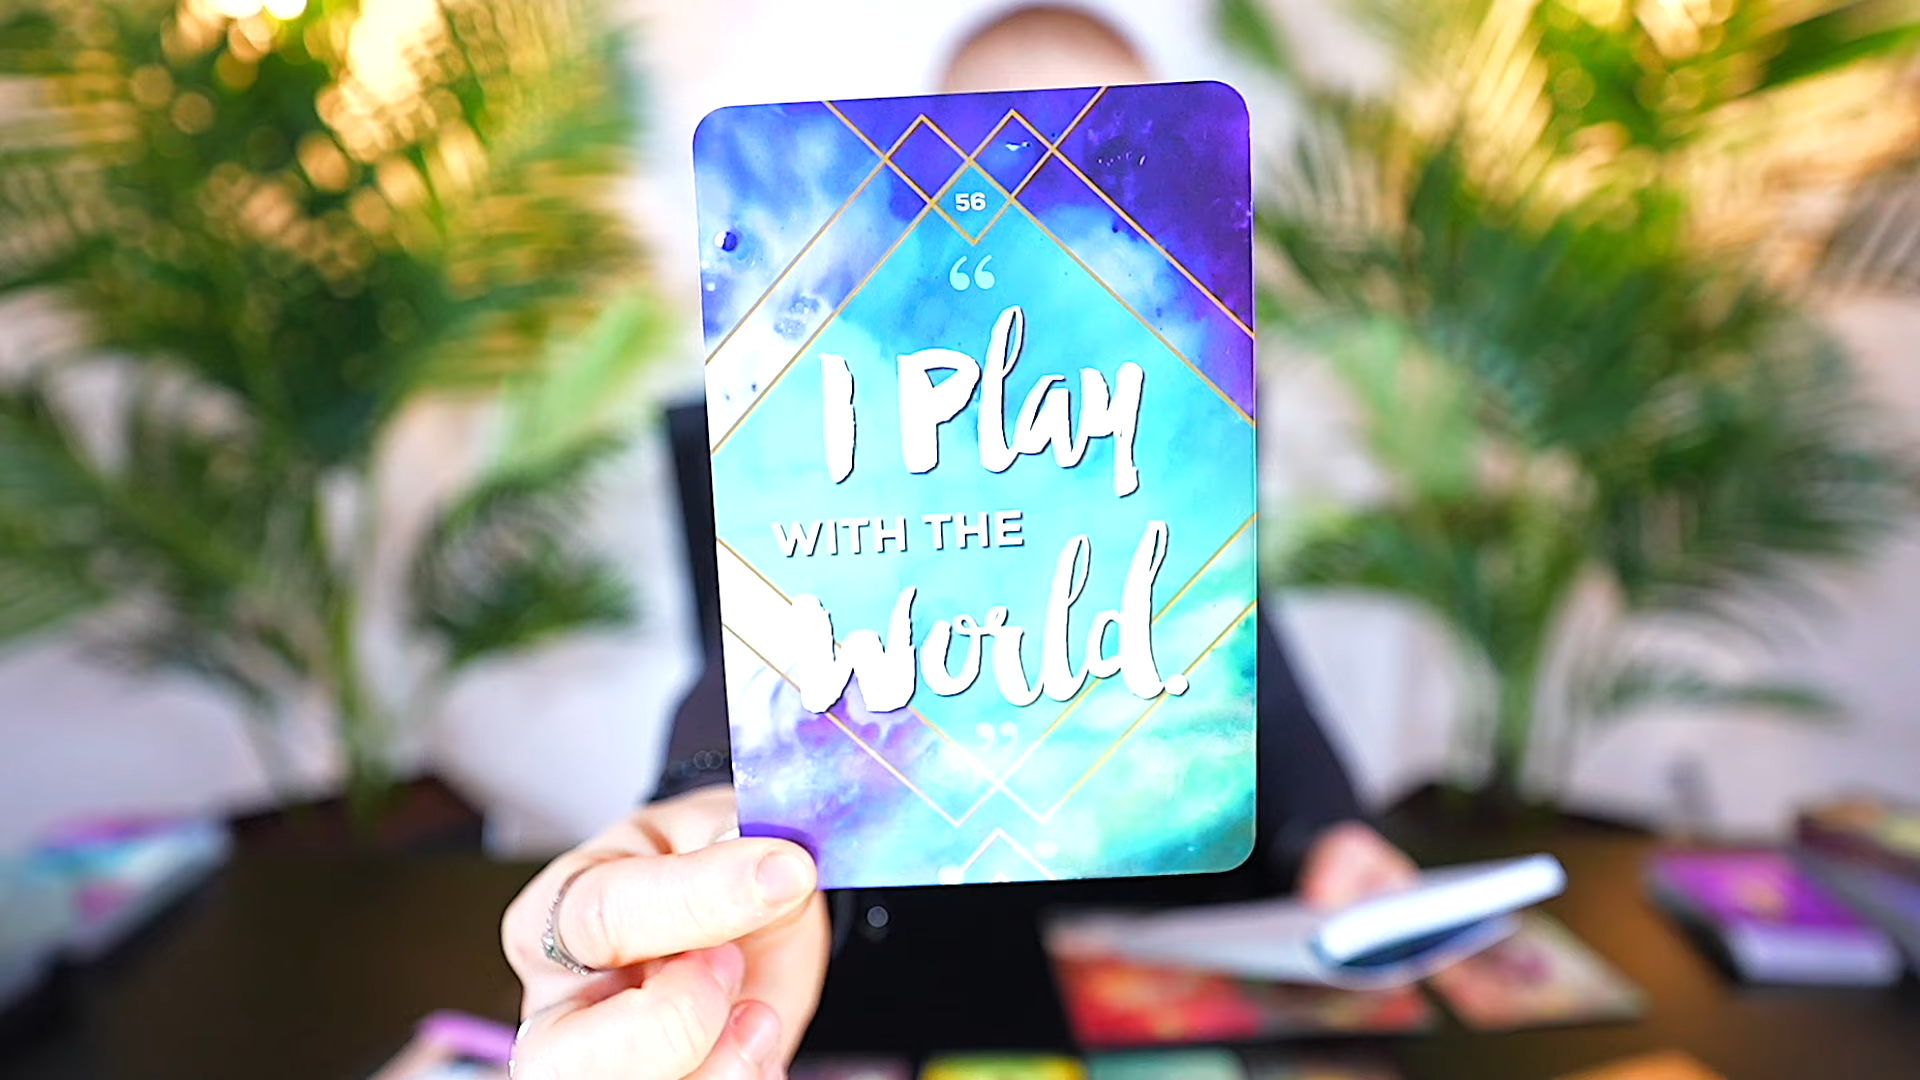 56
“
I Play
WITH THE
World.
”